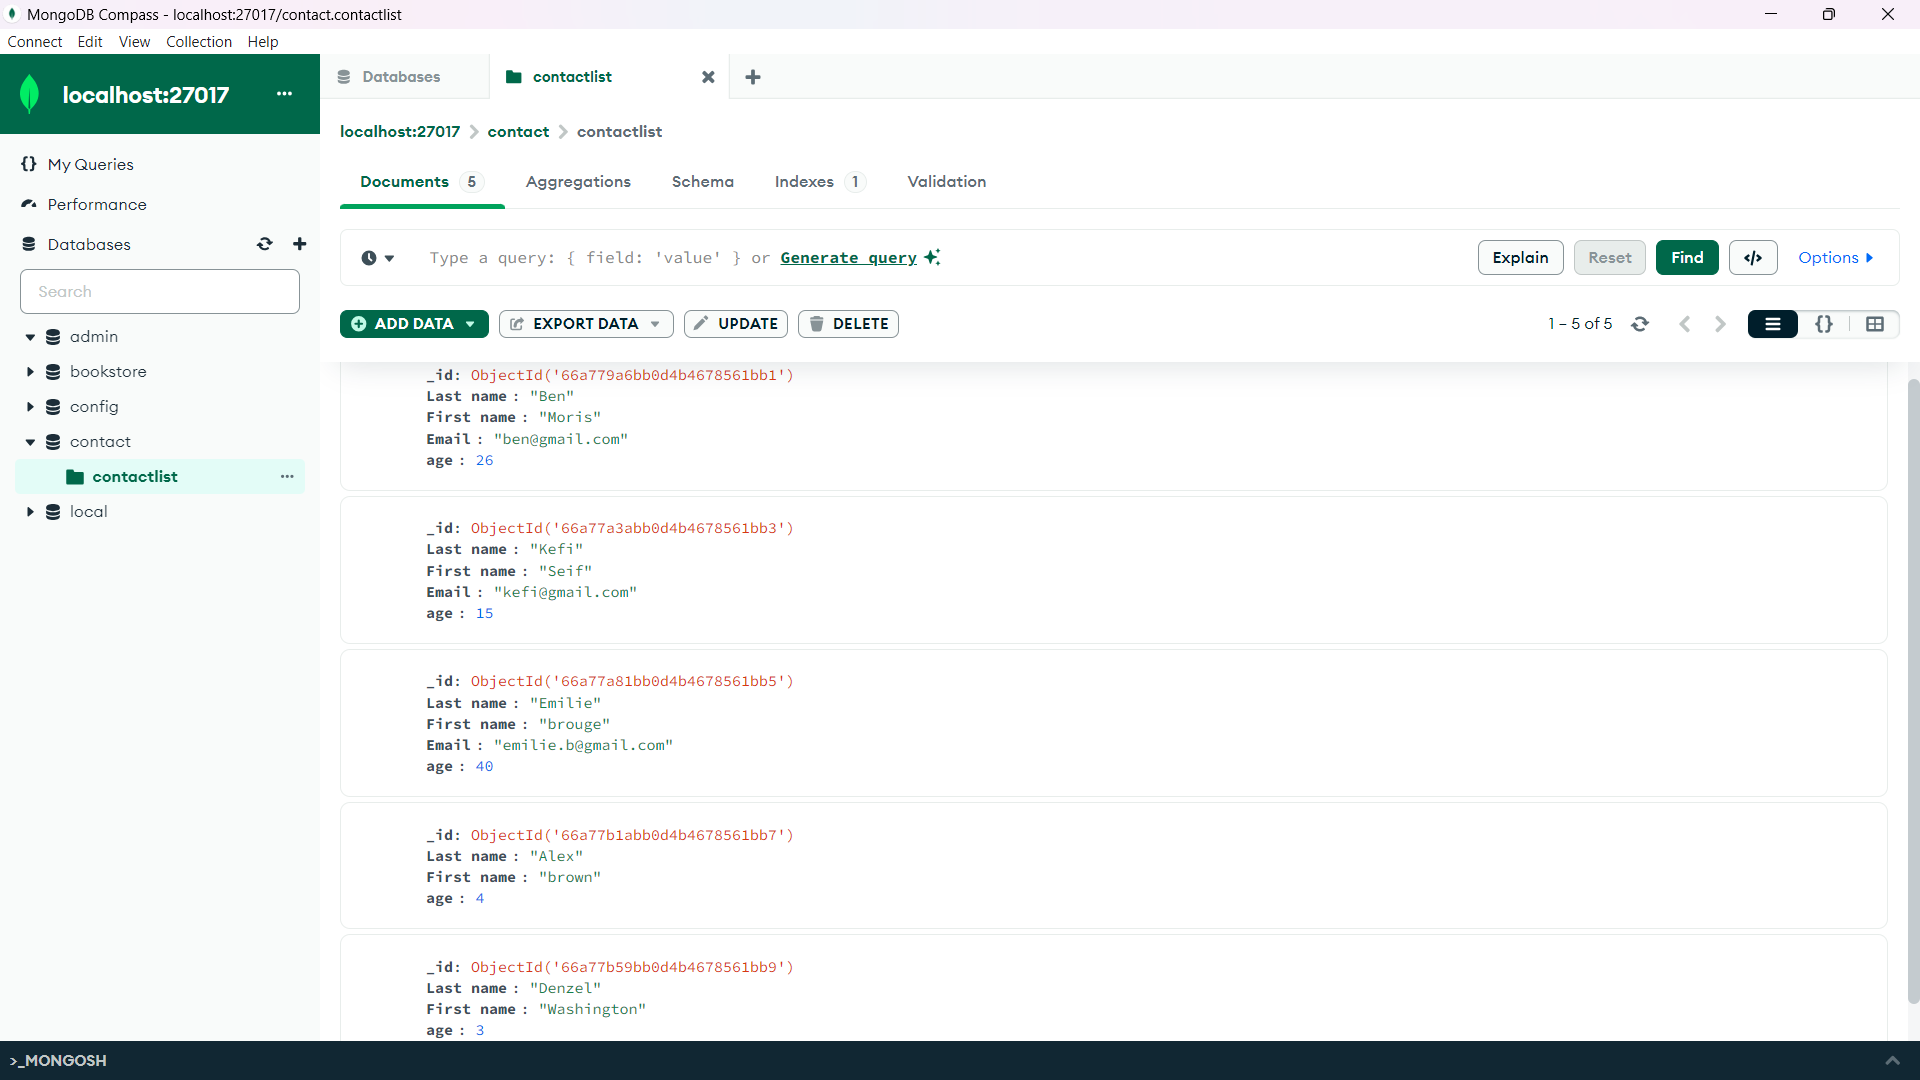 MongoDB Compass - localhost:27017/contact.contactlist
Connect Edit View Collection Help
localhost:27017 ...
My Queries
Performance
Databases
Search
admin
bookstore
config
contact
contactlist ...
local
Databases contactlist
localhost:27017 > contact > contactlist
Documents 5 Aggregations Schema Indexes 1 Validation
Type a query: { field: 'value' } or Generate query Explain Reset Find </> Options
ADD DATA EXPORT DATA UPDATE DELETE 1 – 5 of 5 {}
_id: ObjectId('66a779a6bb0d4b4678561bb1')
Last name : "Ben"
First name : "Moris"
Email : "ben@gmail.com"
age : 26
_id: ObjectId('66a77a3abb0d4b4678561bb3')
Last name : "Kefi"
First name : "Seif"
Email : "kefi@gmail.com"
age : 15
_id: ObjectId('66a77a81bb0d4b4678561bb5')
Last name : "Emilie"
First name : "brouge"
Email : "emilie.b@gmail.com"
age : 40
_id: ObjectId('66a77b1abb0d4b4678561bb7')
Last name : "Alex"
First name : "brown"
age : 4
_id: ObjectId('66a77b59bb0d4b4678561bb9')
Last name : "Denzel"
First name : "Washington"
age : 3
>_MONGOSH